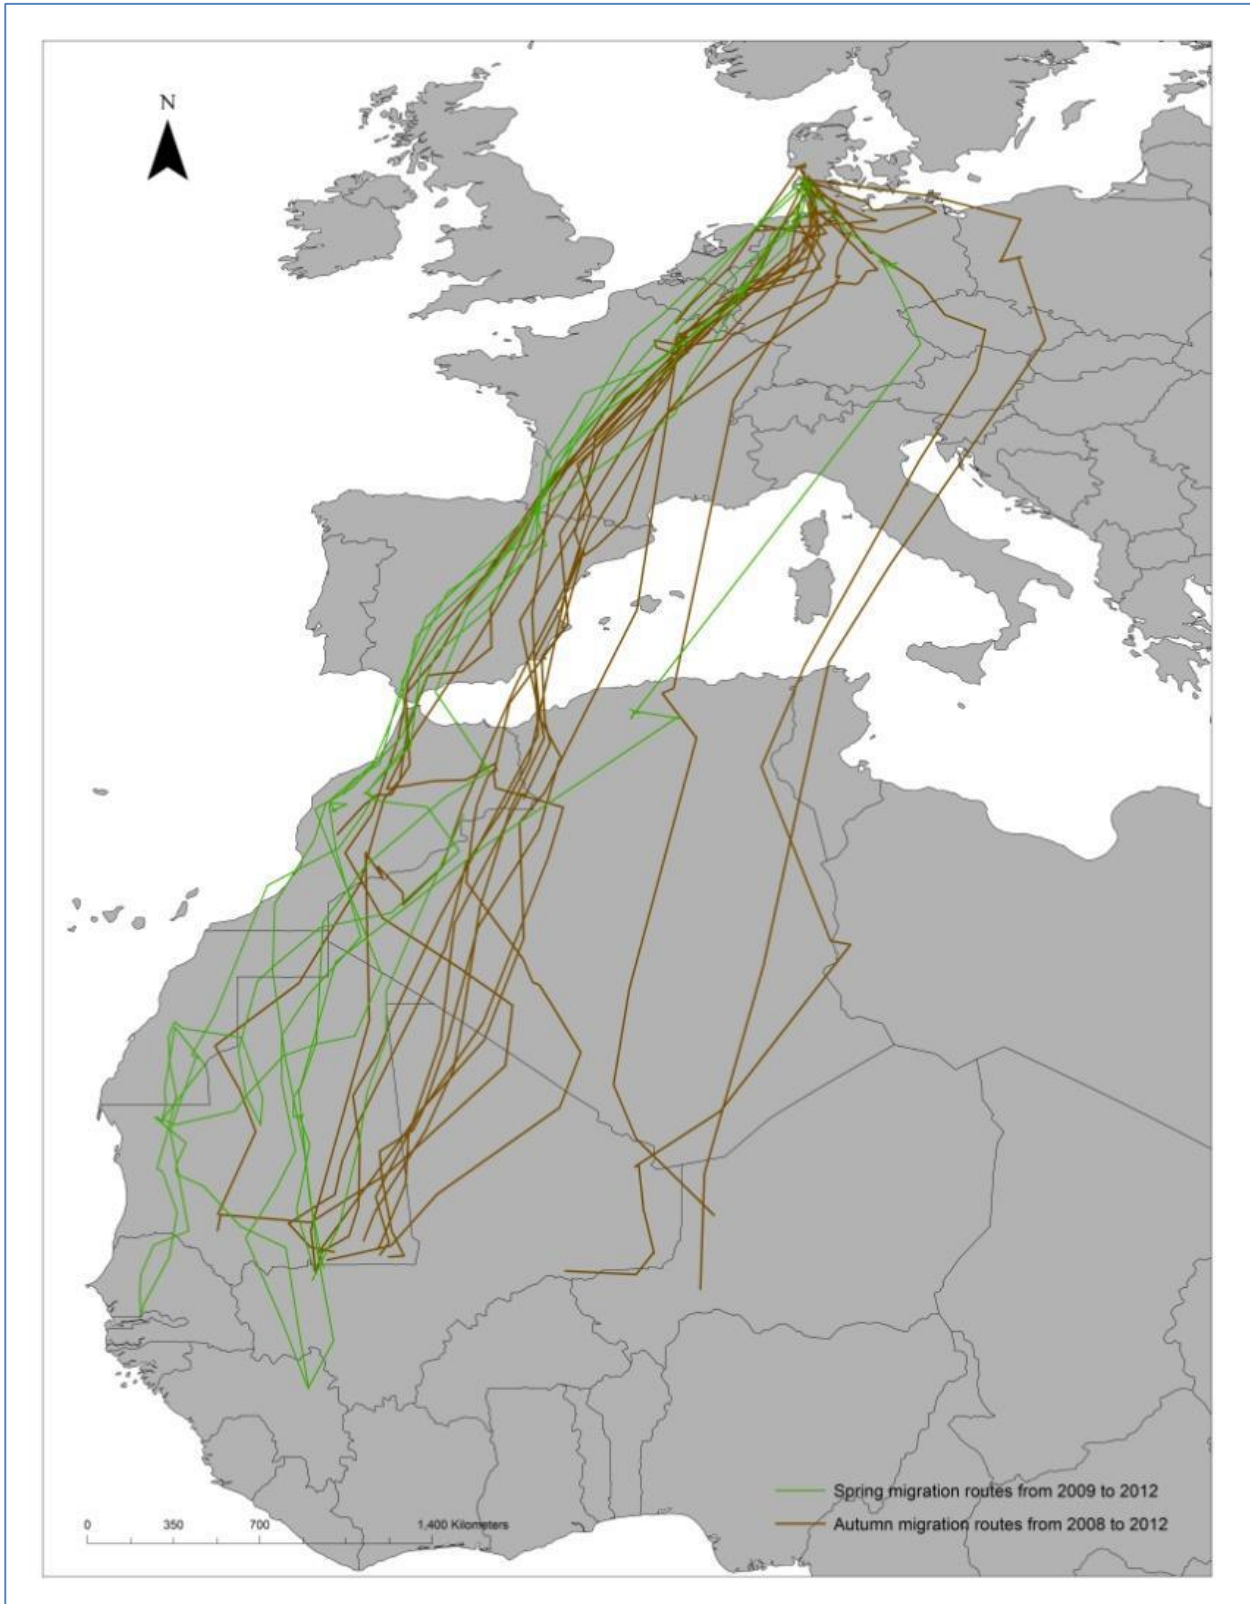 N
Spring migration routes from 2009 to 2012
0 350 700 1,400 Kilometers
Autumn migration routes from 2008 to 2012